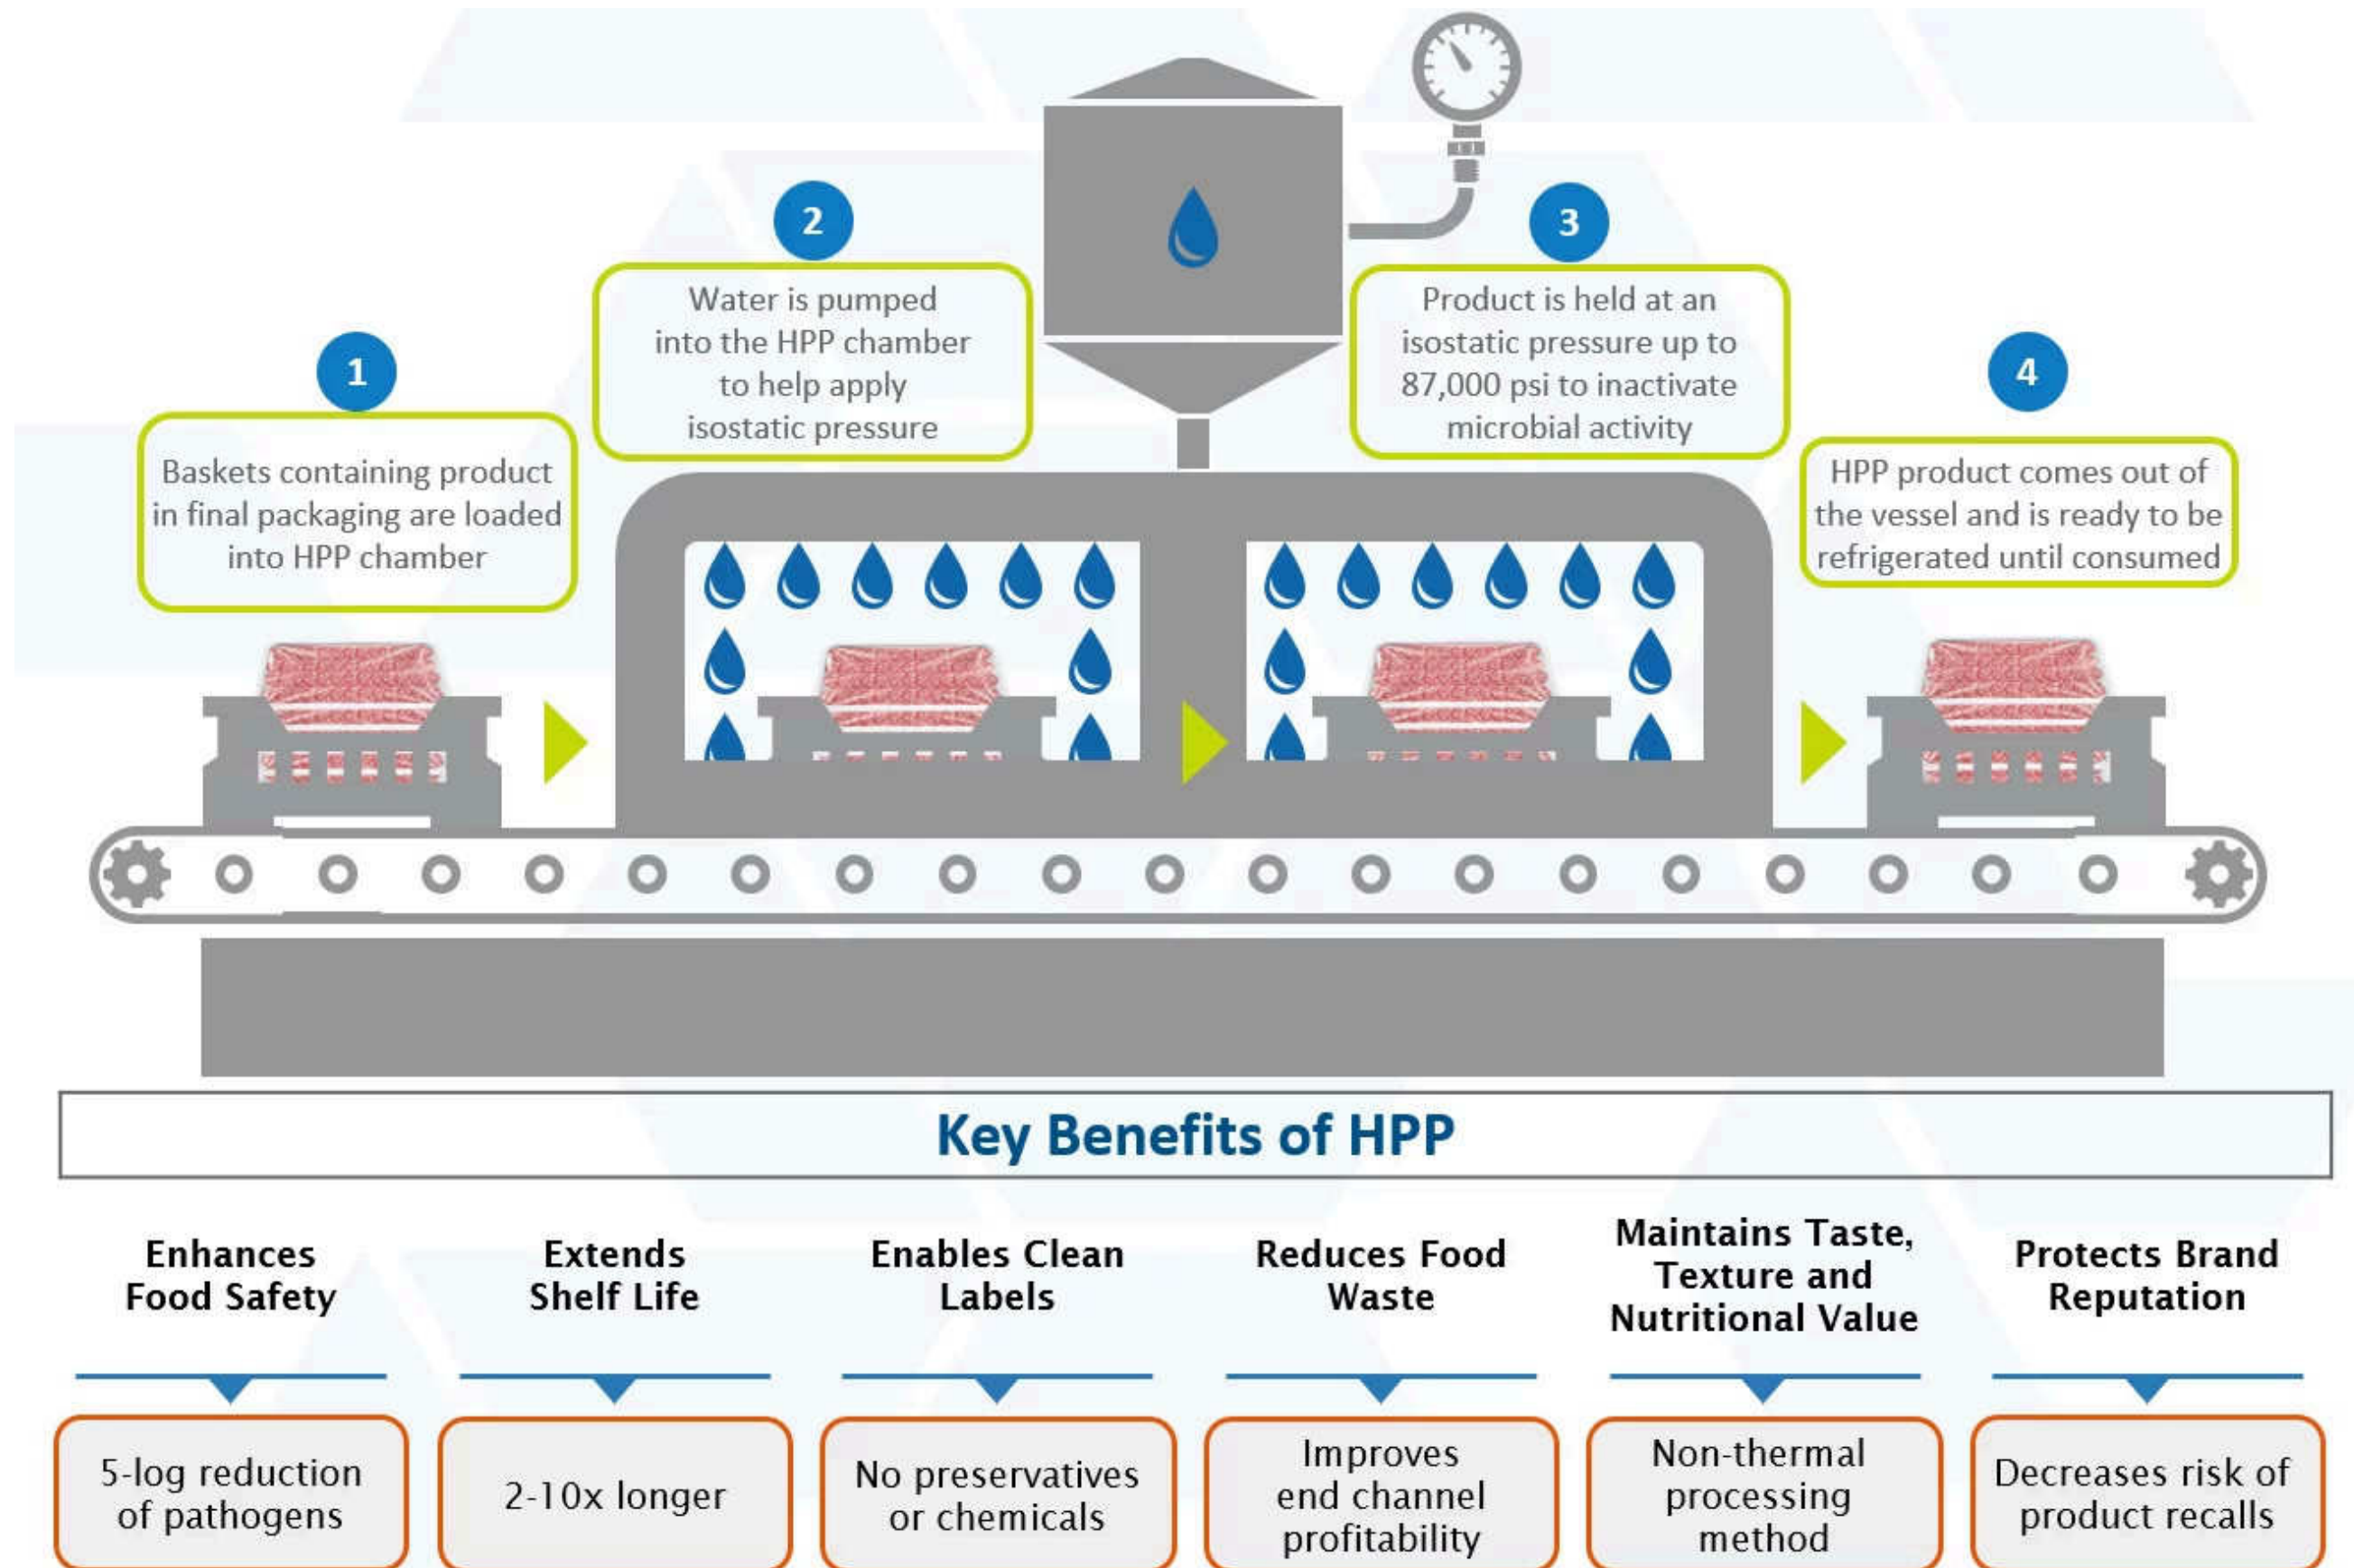 1
Baskets containing product
in final packaging are loaded
into HPP chamber
2
Water is pumped
into the HPP chamber
to help apply
isostatic pressure
3
Product is held at an
isostatic pressure up to
87,000 psi to inactivate
microbial activity
4
HPP product comes out of
the vessel and is ready to be
refrigerated until consumed
Key Benefits of HPP
Enhances
Food Safety
5-log reduction
of pathogens
Extends
Shelf Life
2-10x longer
Enables Clean
Labels
No preservatives
or chemicals
Reduces Food
Waste
Improves
end channel
profitability
Maintains Taste,
Texture and
Nutritional Value
Non-thermal
processing
method
Protects Brand
Reputation
Decreases risk of
product recalls